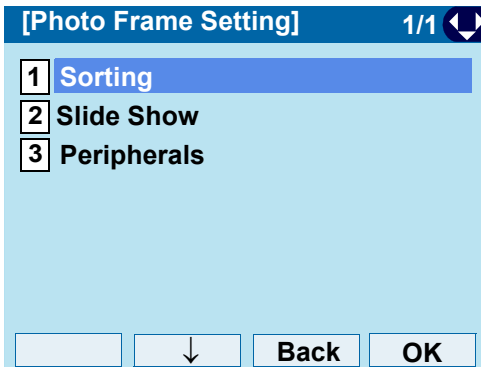 [Photo Frame Setting] 1/1
1 Sorting
2 Slide Show
3 Peripherals
↓ Back OK